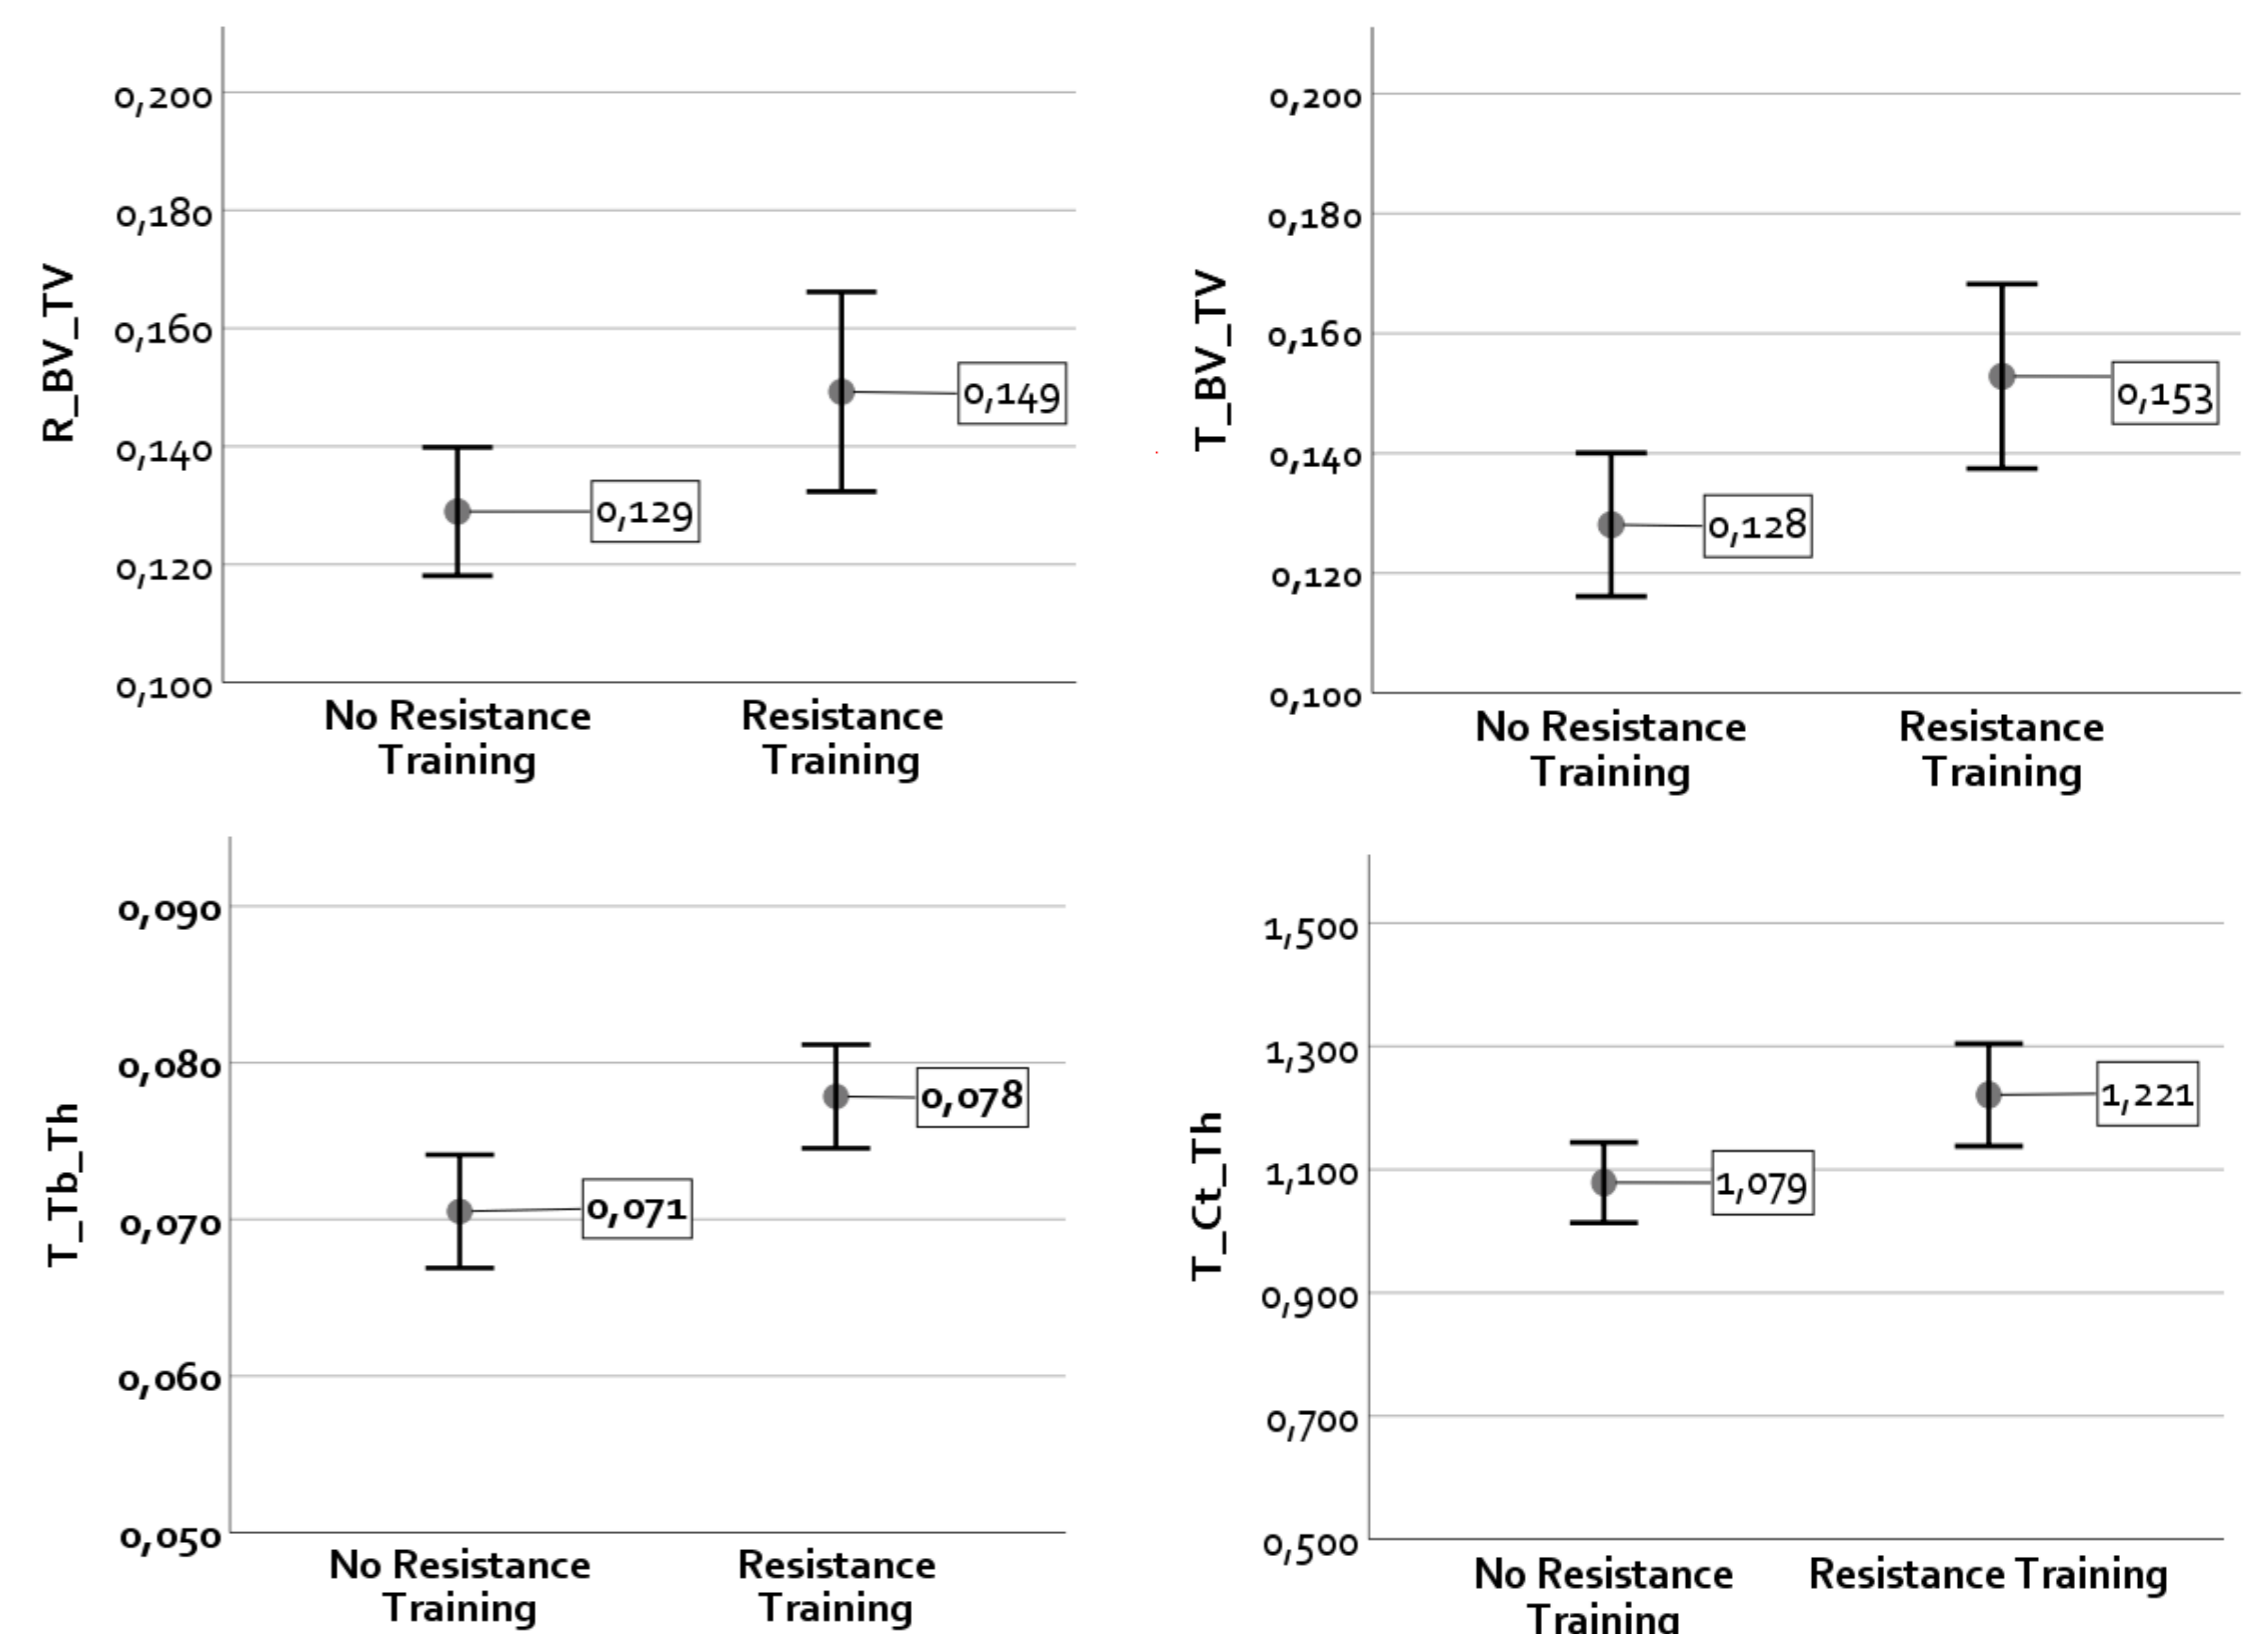 R_BV_TV
0,200
0,180
0,160
0,140
0,120
0,100
0,129
0,149
No Resistance
Training
Resistance
Training
T_BV_TV
0,200
0,180
0,160
0,140
0,120
0,100
0,128
0,153
No Resistance
Training
Resistance
Training
T_Tb_Th
0,090
0,080
0,070
0,060
0,050
0,071
0,078
No Resistance
Training
Resistance
Training
T_Ct_Th
1,500
1,300
1,100
0,900
0,700
0,500
1,079
1,221
No Resistance
Training
Resistance Training